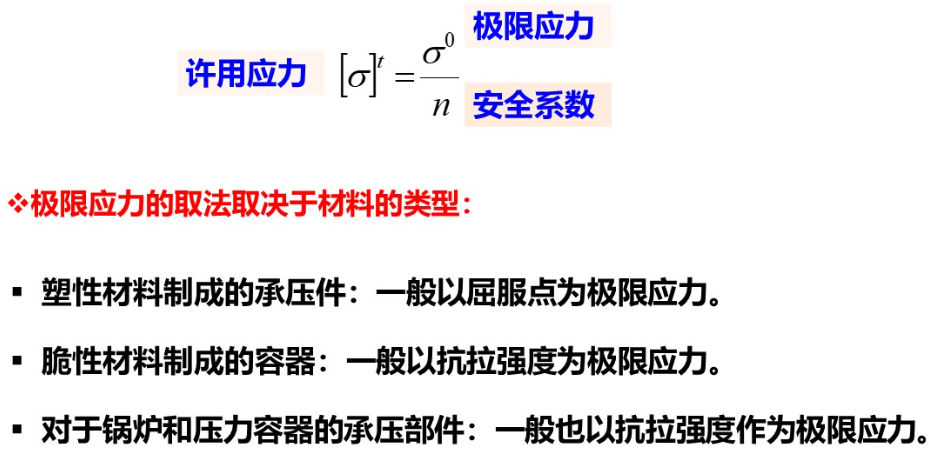 极限应力
许用应力 [σ]^t = σ^0 / n
安全系数
❖极限应力的取法取决于材料的类型：
▪ 塑性材料制成的承压件：一般以屈服点为极限应力。
▪ 脆性材料制成的容器：一般以抗拉强度为极限应力。
▪ 对于锅炉和压力容器的承压部件：一般也以抗拉强度作为极限应力。